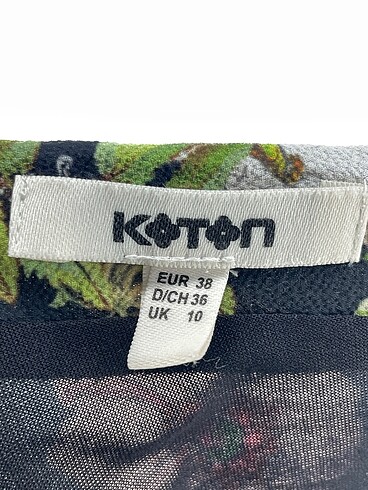 KOTON
EUR 38
D/CH 36
UK 10